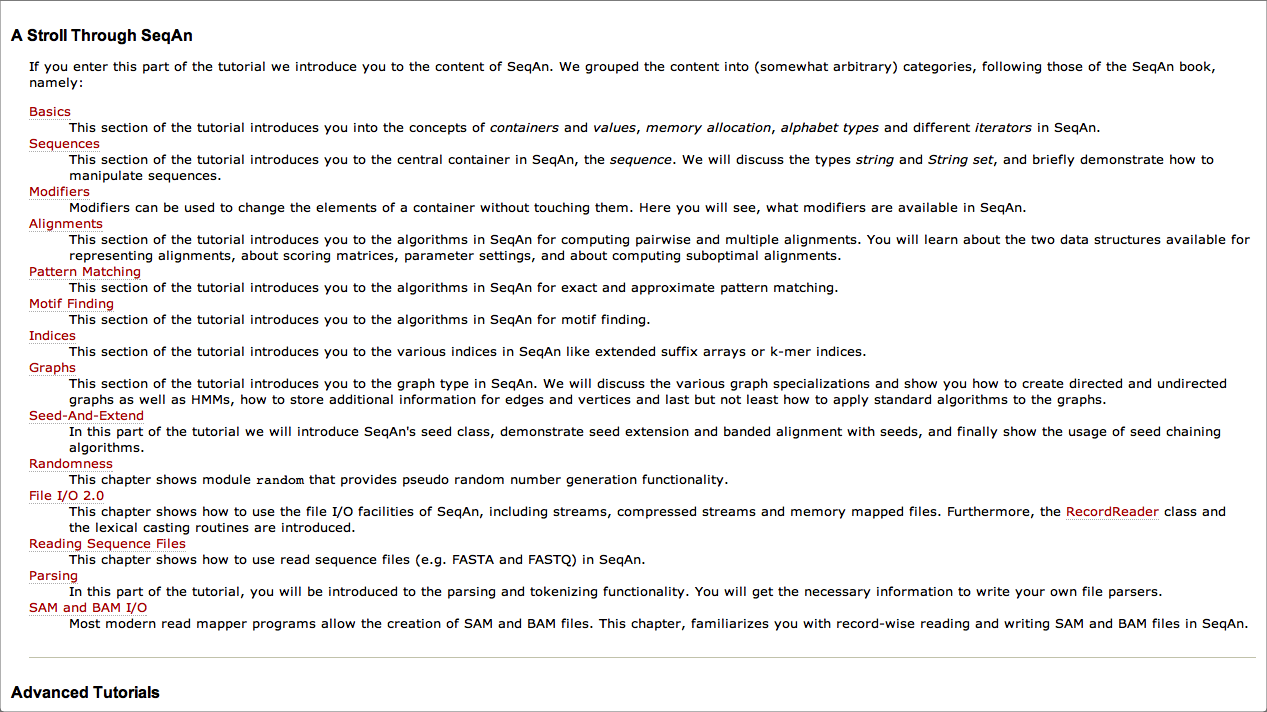 A Stroll Through SeqAn
If you enter this part of the tutorial we introduce you to the content of SeqAn. We grouped the content into (somewhat arbitrary) categories, following those of the SeqAn book,
namely:
Basics
This section of the tutorial introduces you into the concepts of containers and values, memory allocation, alphabet types and different iterators in SeqAn.
Sequences
This section of the tutorial introduces you to the central container in SeqAn, the sequence. We will discuss the types string and String set, and briefly demonstrate how to
manipulate sequences.
Modifiers
Modifiers can be used to change the elements of a container without touching them. Here you will see, what modifiers are available in SeqAn.
Alignments
This section of the tutorial introduces you to the algorithms in SeqAn for computing pairwise and multiple alignments. You will learn about the two data structures available for
representing alignments, about scoring matrices, parameter settings, and about computing suboptimal alignments.
Pattern Matching
This section of the tutorial introduces you to the algorithms in SeqAn for exact and approximate pattern matching.
Motif Finding
This section of the tutorial introduces you to the algorithms in SeqAn for motif finding.
Indices
This section of the tutorial introduces you to the various indices in SeqAn like extended suffix arrays or k-mer indices.
Graphs
This section of the tutorial introduces you to the graph type in SeqAn. We will discuss the various graph specializations and show you how to create directed and undirected
graphs as well as HMMs, how to store additional information for edges and vertices and last but not least how to apply standard algorithms to the graphs.
Seed-And-Extend
In this part of the tutorial we will introduce SeqAn's seed class, demonstrate seed extension and banded alignment with seeds, and finally show the usage of seed chaining
algorithms.
Randomness
This chapter shows module random that provides pseudo random number generation functionality.
File I/O 2.0
This chapter shows how to use the file I/O facilities of SeqAn, including streams, compressed streams and memory mapped files. Furthermore, the RecordReader class and
the lexical casting routines are introduced.
Reading Sequence Files
This chapter shows how to use read sequence files (e.g. FASTA and FASTQ) in SeqAn.
Parsing
In this part of the tutorial, you will be introduced to the parsing and tokenizing functionality. You will get the necessary information to write your own file parsers.
SAM and BAM I/O
Most modern read mapper programs allow the creation of SAM and BAM files. This chapter, familiarizes you with record-wise reading and writing SAM and BAM files in SeqAn.
Advanced Tutorials